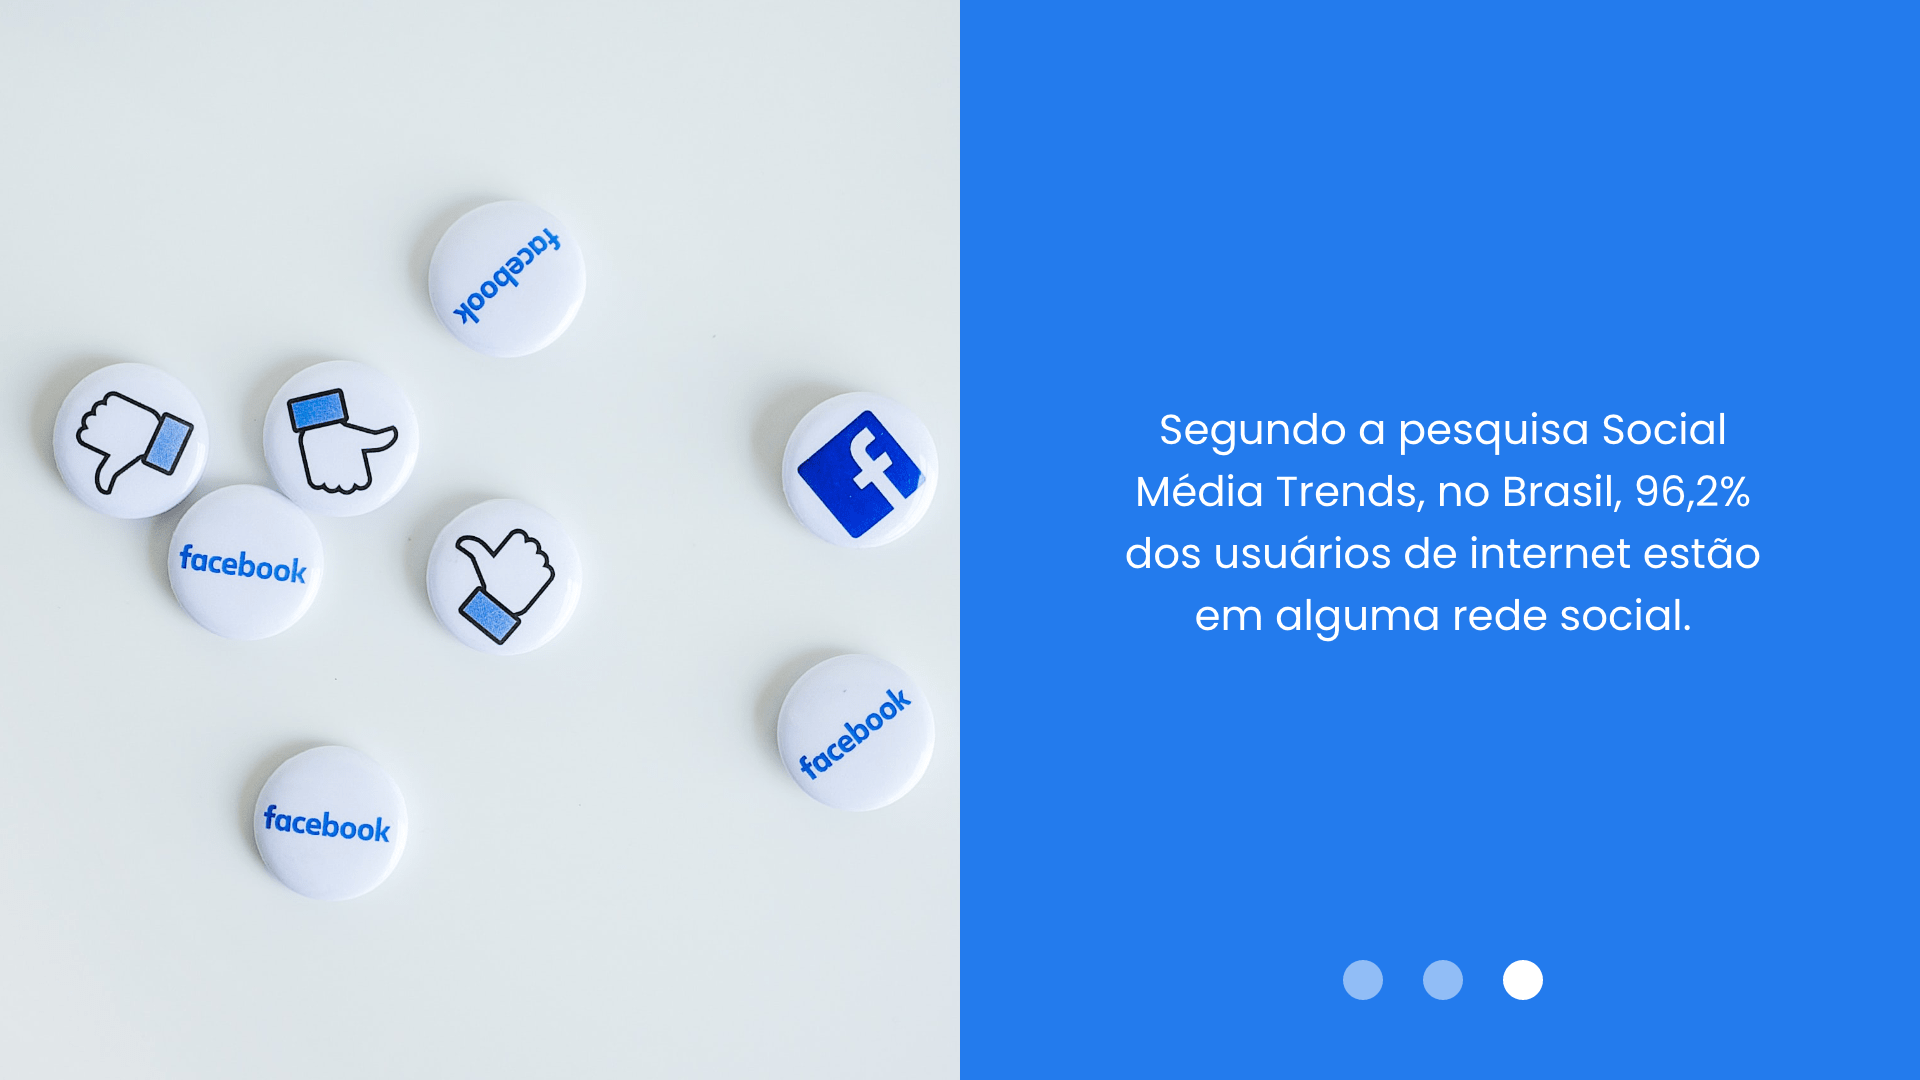 facebook
facebook
facebook
facebook
f
Segundo a pesquisa Social
Média Trends, no Brasil, 96,2%
dos usuários de internet estão
em alguma rede social.